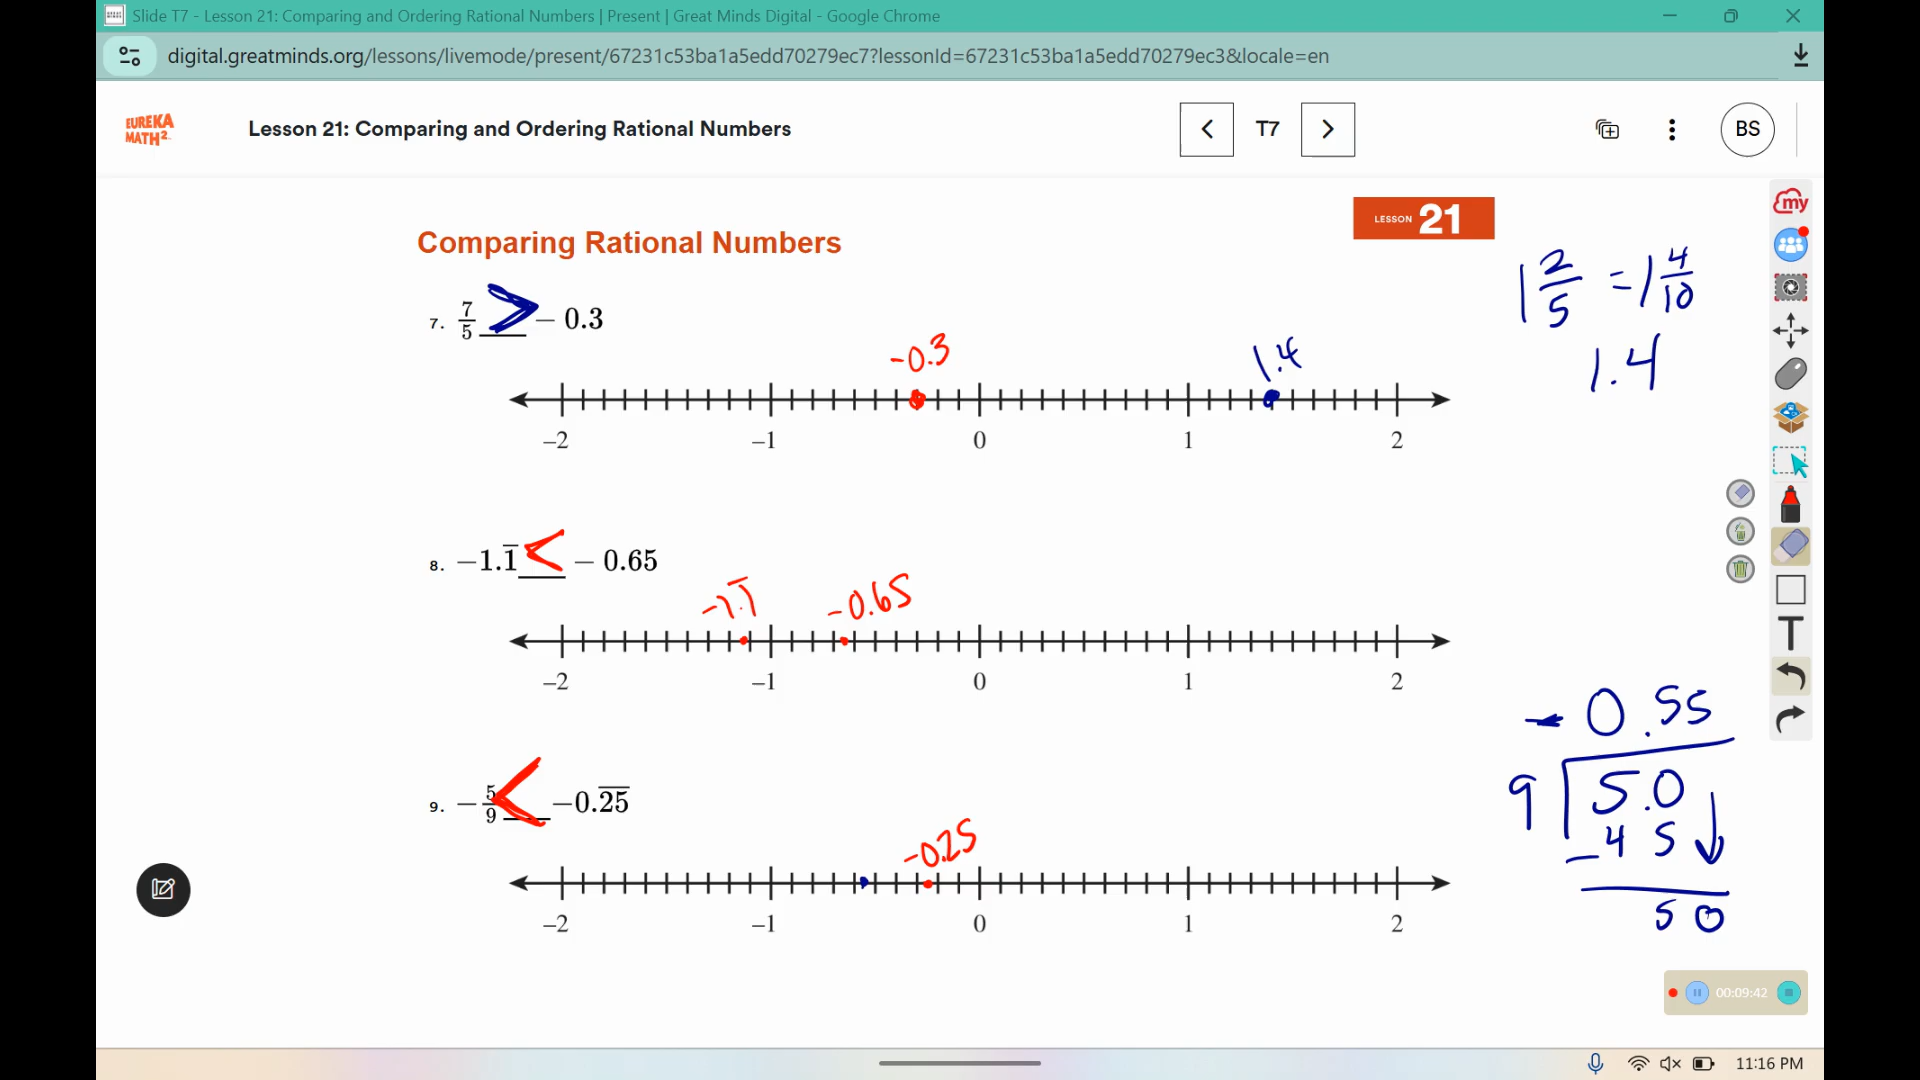 Slide T7 - Lesson 21: Comparing and Ordering Rational Numbers | Present | Great Minds Digital - Google Chrome
digital.greatminds.org/lessons/livemode/present/67231c53ba1a5edd70279ec7?lessonId=67231c53ba1a5edd70279ec3&locale=en
EUREKA
MATH²
Lesson 21: Comparing and Ordering Rational Numbers
T7
BS
my
LESSON 21
Comparing Rational Numbers
1 2/5 = 1 4/10
1.4
7. 7/5 > − 0.3
-0.3 1.4
−2 −1 0 1 2
8. −1.1̅ < − 0.65
-1.1̅ -0.65
−2 −1 0 1 2
T
- 0.55
9 5.0
- 4 5
5 0
9. −5/9 < −0.2̅5̅
-0.25
−2 −1 0 1 2
00:09:42
11:16 PM